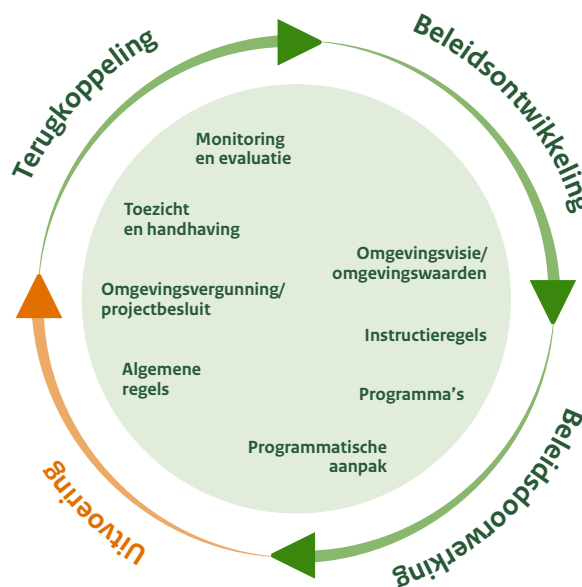 Terugkoppeling
Beleidsontwikkeling
Monitoring
en evaluatie
Toezicht
en handhaving
Omgevingsvisie/
omgevingswaarden
Omgevingsvergunning/
projectbesluit
Instructieregels
Algemene
regels
Programma’s
Programmatische
aanpak
Uitvoering
Beleidsdoorwerking